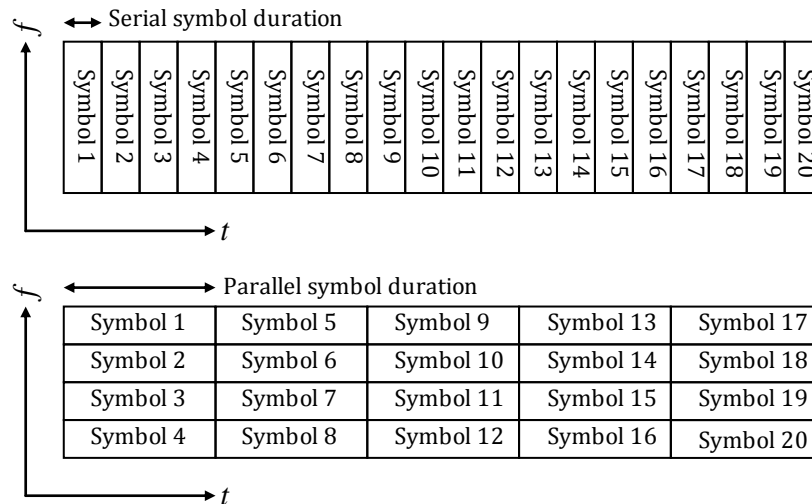 f
Serial symbol duration
Symbol 1
Symbol 2
Symbol 3
Symbol 4
Symbol 5
Symbol 6
Symbol 7
Symbol 8
Symbol 9
Symbol 10
Symbol 11
Symbol 12
Symbol 13
Symbol 14
Symbol 15
Symbol 16
Symbol 17
Symbol 18
Symbol 19
Symbol 20
t
f
Parallel symbol duration
Symbol 1 Symbol 5 Symbol 9 Symbol 13 Symbol 17
Symbol 2 Symbol 6 Symbol 10 Symbol 14 Symbol 18
Symbol 3 Symbol 7 Symbol 11 Symbol 15 Symbol 19
Symbol 4 Symbol 8 Symbol 12 Symbol 16 Symbol 20
t